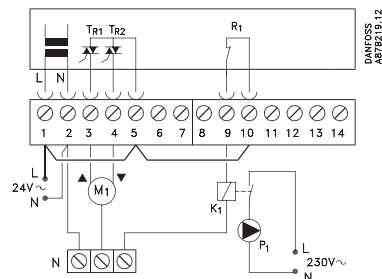 TR1 TR2
R1
L N
DANFOSS
A87B219.12
1 2 3 4 5 6 7 8 9 10 11 12 13 14
L
24V~
N
M1
K1
P1
L
230V~
N
N